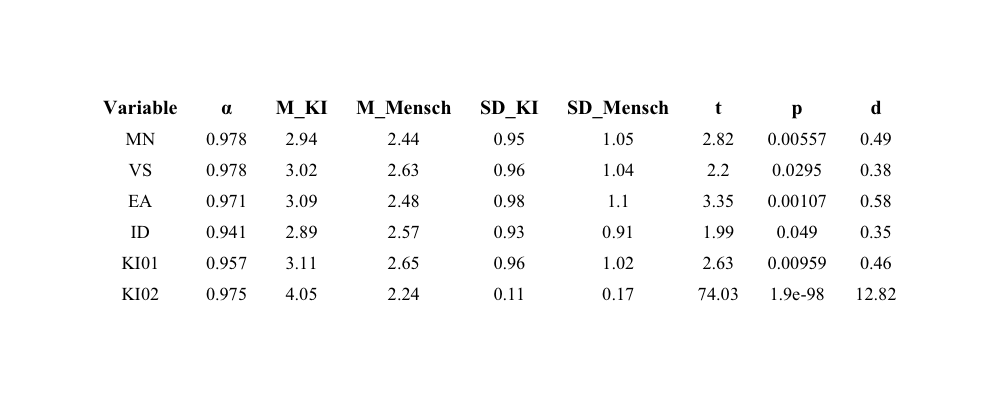 Variable α M_KI M_Mensch SD_KI SD_Mensch t p d
MN 0.978 2.94 2.44 0.95 1.05 2.82 0.00557 0.49
VS 0.978 3.02 2.63 0.96 1.04 2.2 0.0295 0.38
EA 0.971 3.09 2.48 0.98 1.1 3.35 0.00107 0.58
ID 0.941 2.89 2.57 0.93 0.91 1.99 0.049 0.35
KI01 0.957 3.11 2.65 0.96 1.02 2.63 0.00959 0.46
KI02 0.975 4.05 2.24 0.11 0.17 74.03 1.9e-98 12.82